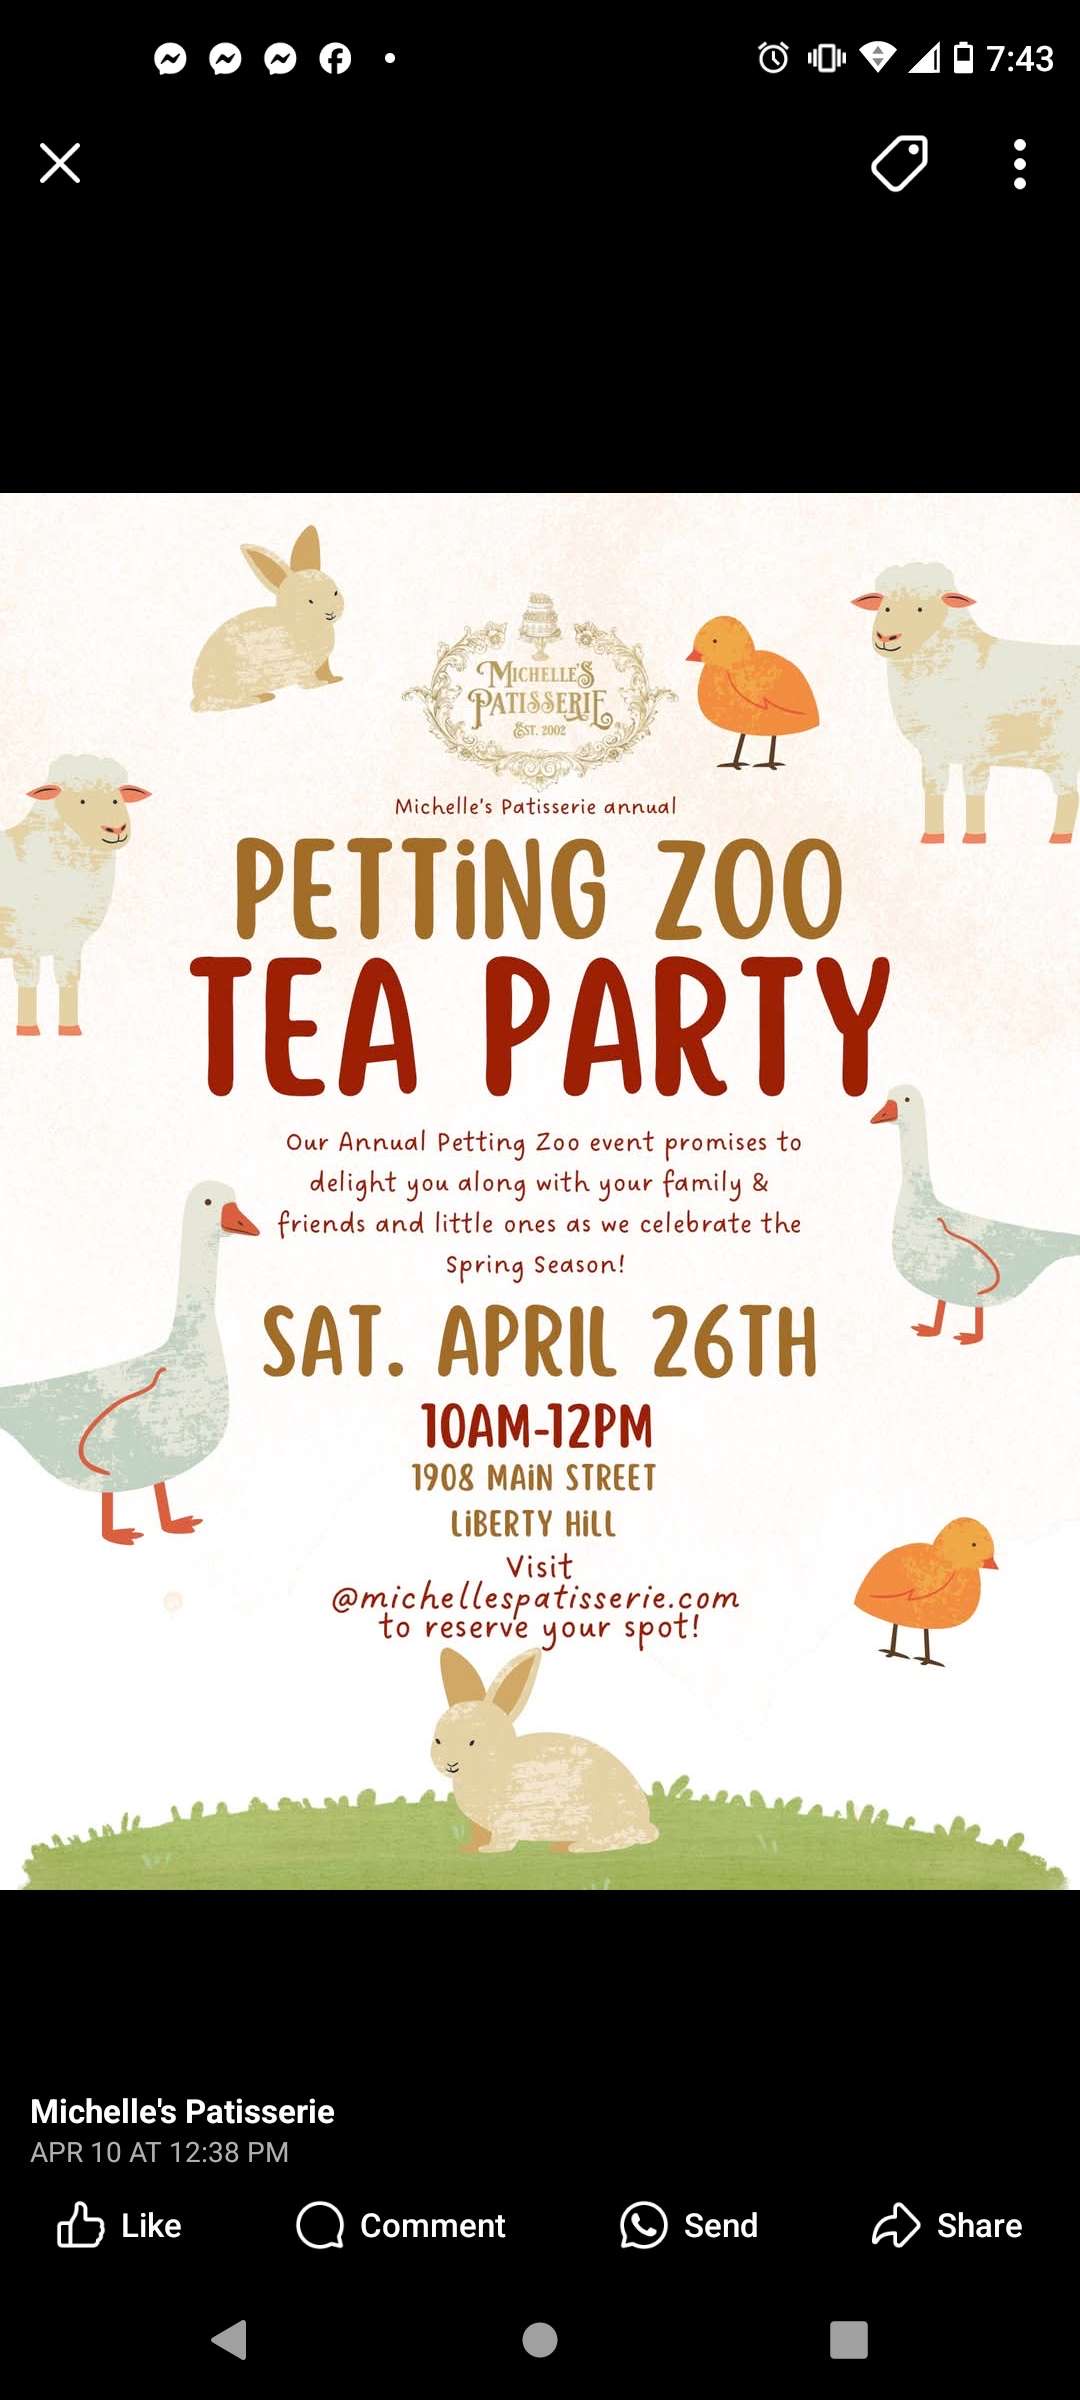 7:43
MICHELLE'S
PATISSERIE
EST. 2002
Michelle's Patisserie annual
PETTiNG ZOO
TEA PARTY
Our Annual Petting Zoo event promises to
delight you along with your family &
friends and little ones as we celebrate the
Spring Season!
SAT. APRIL 26TH
10AM-12PM
1908 MAiN STREET
LiBERTY HiLL
Visit
@michellespatisserie.com
to reserve your spot!
Michelle's Patisserie
APR 10 AT 12:38 PM
Like Comment Send Share